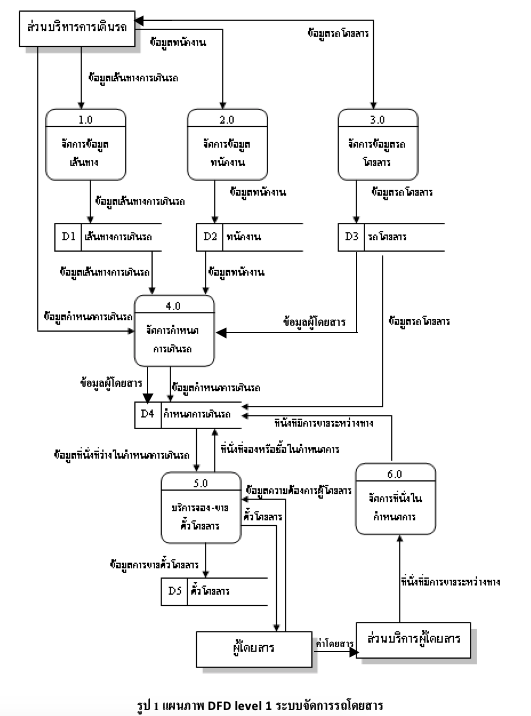 ส่วนบริหารการเดินรถ
ข้อมูลรถโดยสาร
ข้อมูลพนักงาน
ข้อมูลเส้นทางการเดินรถ
1.0
จัดการข้อมูล
เส้นทาง
2.0
จัดการข้อมูล
พนักงาน
3.0
จัดการข้อมูลรถ
โดยสาร
ข้อมูลพนักงาน
ข้อมูลรถโดยสาร
ข้อมูลเส้นทางการเดินรถ
D1 เส้นทางการเดินรถ
D2 พนักงาน
D3 รถโดยสาร
ข้อมูลเส้นทางการเดินรถ
ข้อมูลพนักงาน
4.0
จัดการกำหนด
การเดินรถ
ข้อมูลกำหนดการเดินรถ
ข้อมูลผู้โดยสาร
ข้อมูลรถโดยสาร
ข้อมูลผู้โดยสาร
ข้อมูลกำหนดการเดินรถ
D4 กำหนดการเดินรถ
ที่นั่งมีการขายระหว่างทาง
ข้อมูลที่นั่งที่ว่างในกำหนดการเดินรถ
ที่นั่งที่จองหรือซื้อในกำหนดการ
5.0
บริการจอง-ขาย
ตั๋วโดยสาร
6.0
จัดการที่นั่งใน
กำหนดการ
ข้อมูลความต้องการผู้โดยสาร
ตั๋วโดยสาร
ข้อมูลการขายตั๋วโดยสาร
D5 ตั๋วโดยสาร
ที่นั่งที่มีการขายระหว่างทาง
ผู้โดยสาร
ค่าโดยสาร
ส่วนบริการผู้โดยสาร
รูป 1 แผนภาพ DFD level 1 ระบบจัดการรถโดยสาร